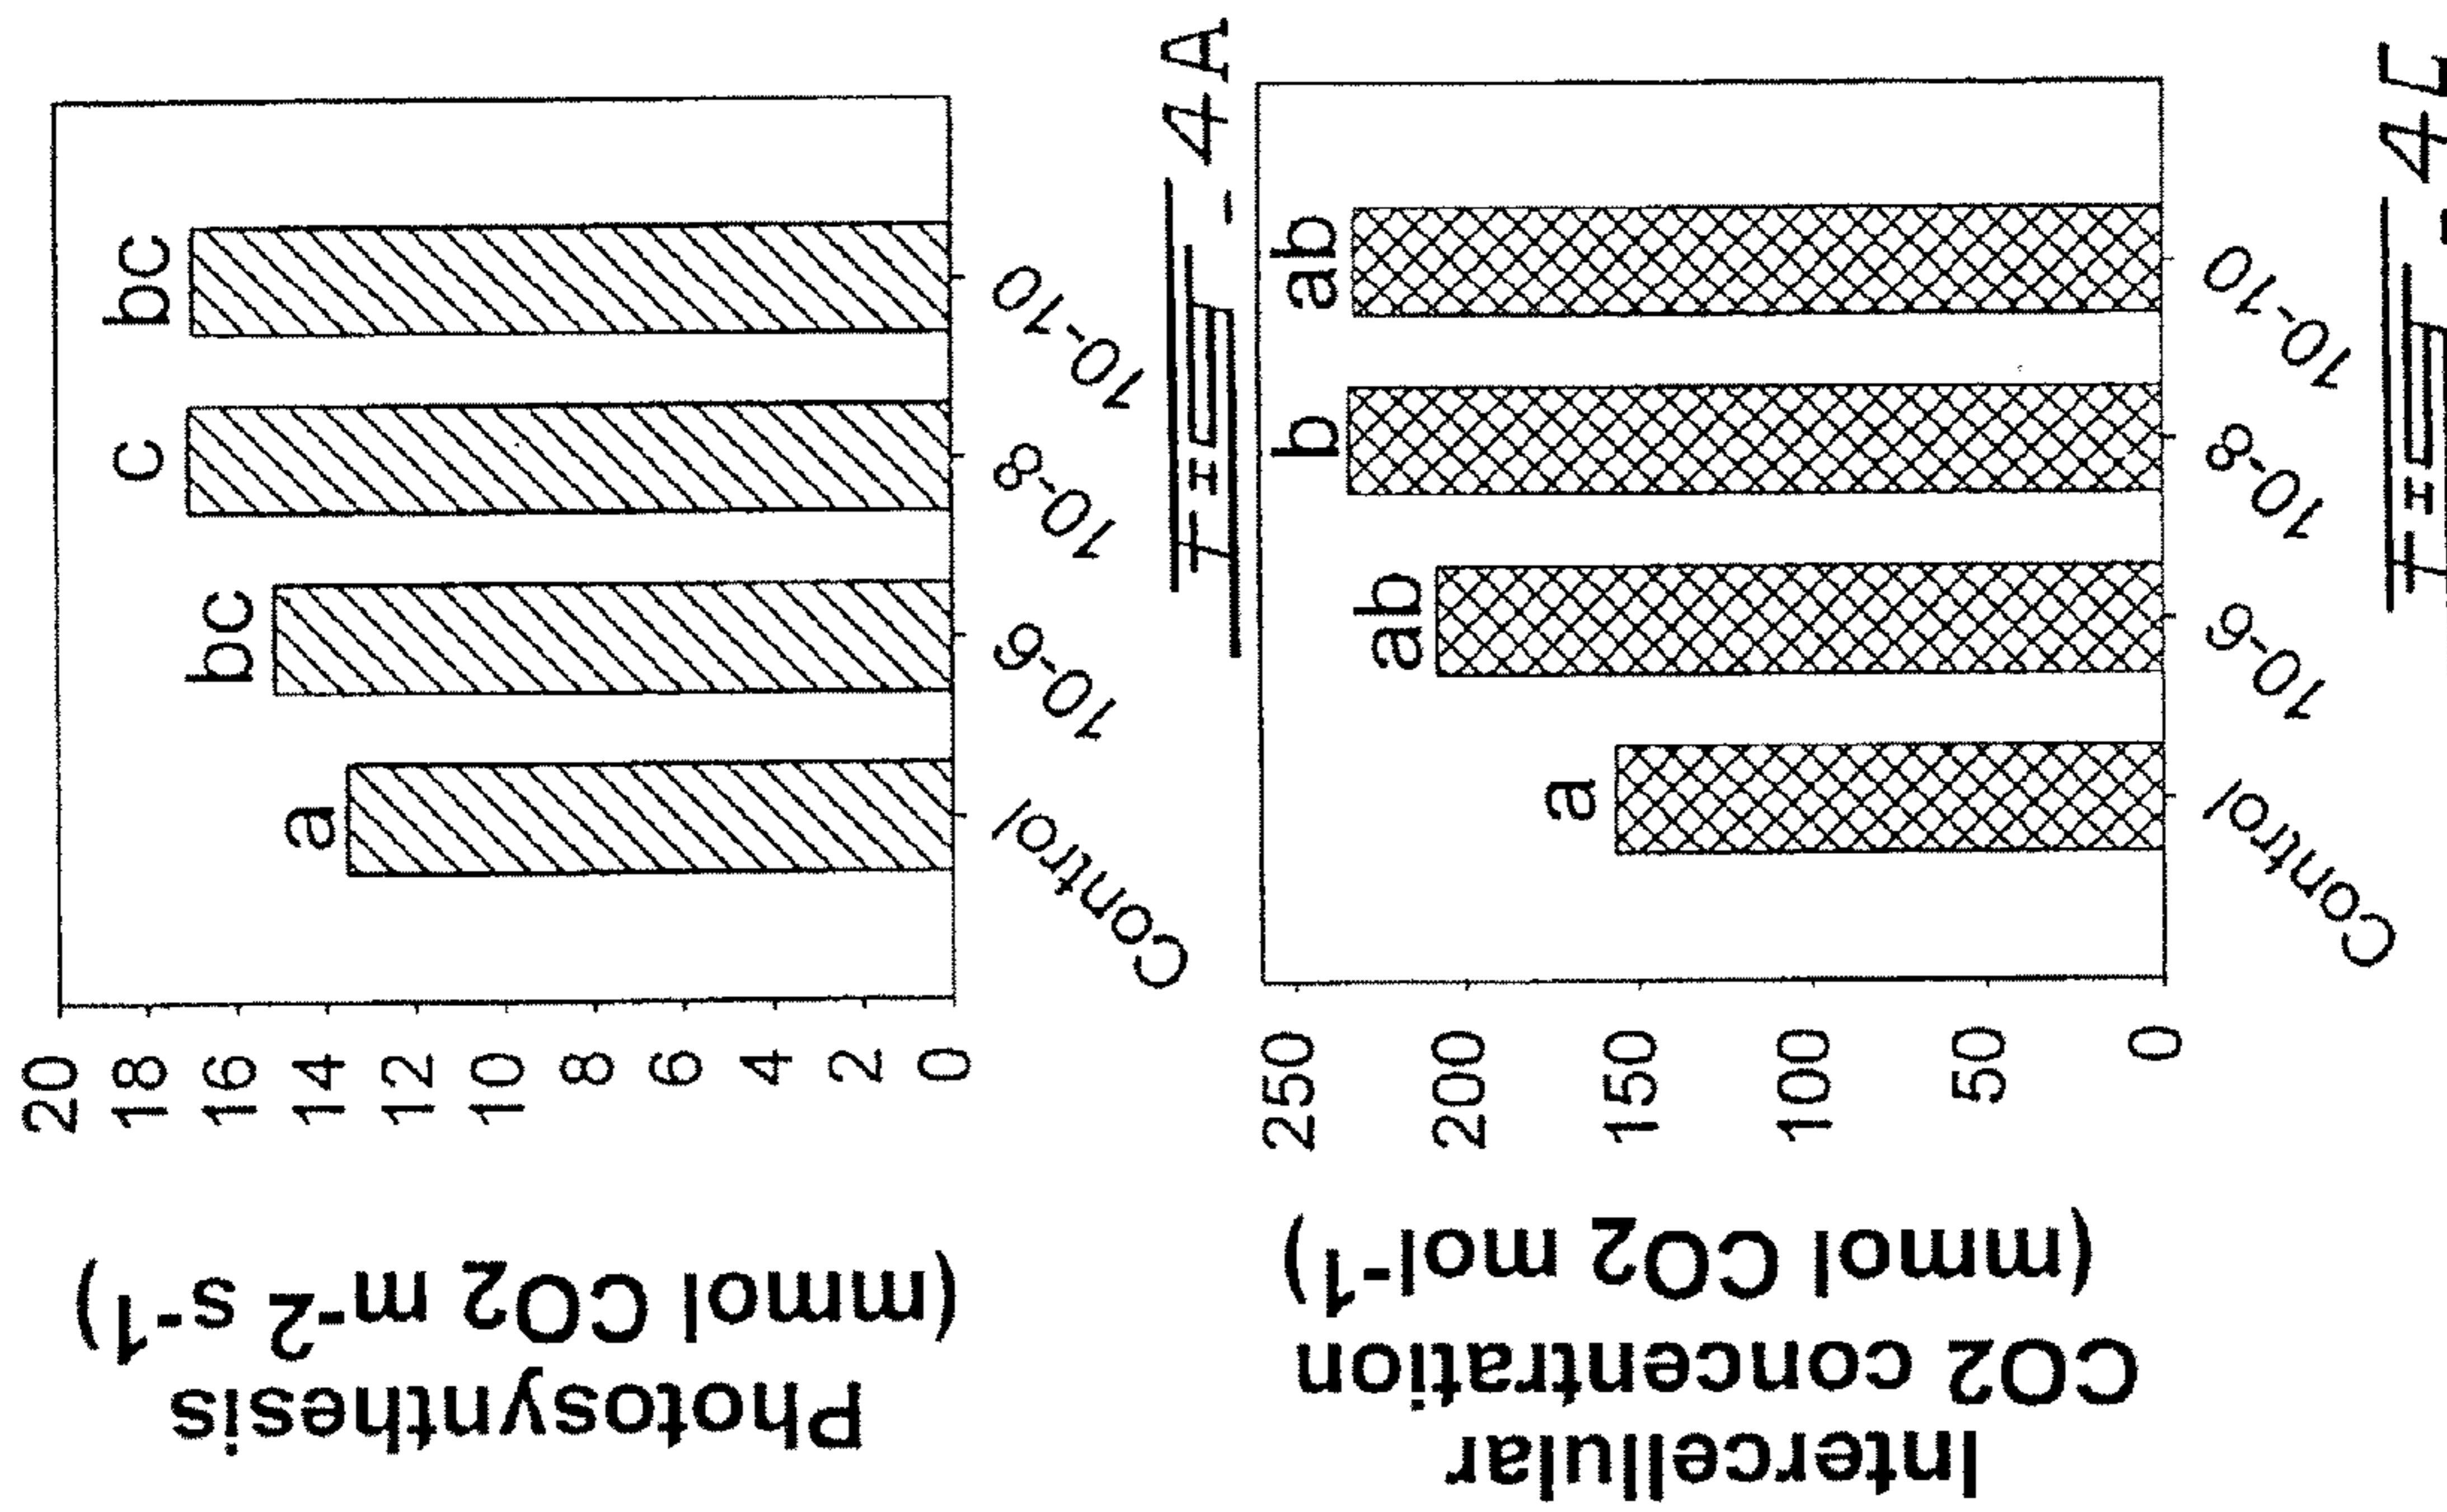 Photosynthesis
(mmol CO2 m-2 s-1)
20
18
16
14
12
10
8
6
4
2
0
a
bc
c
bc
Control
10-6
10-8
10-10
FIG - 4A
Intercellular
CO2 concentration
(mmol CO2 mol-1)
250
200
150
100
50
0
a
ab
b
ab
Control
10-6
10-8
10-10